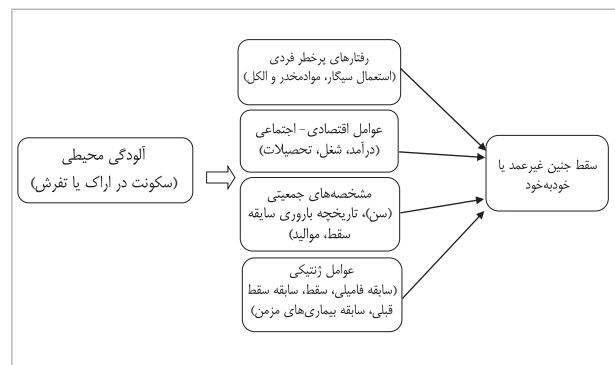 آلودگی محیطی
(سکونت در اراک یا تفرش)
رفتارهای پرخطر فردی
(استعمال سیگار، موادمخدر و الکل)
عوامل اقتصادی - اجتماعی
(درآمد، شغل، تحصیلات)
مشخصه‌های جمعیتی
(سن)، تاریخچه باروری سایقه
سقط، موالید)
عوامل ژنتیکی
(سابقه فامیلی، سقط، سابقه سقط
قبلی، سابقه بیماری‌های مزمن)
سقط جنین غیرعمد یا
خودبه‌خود